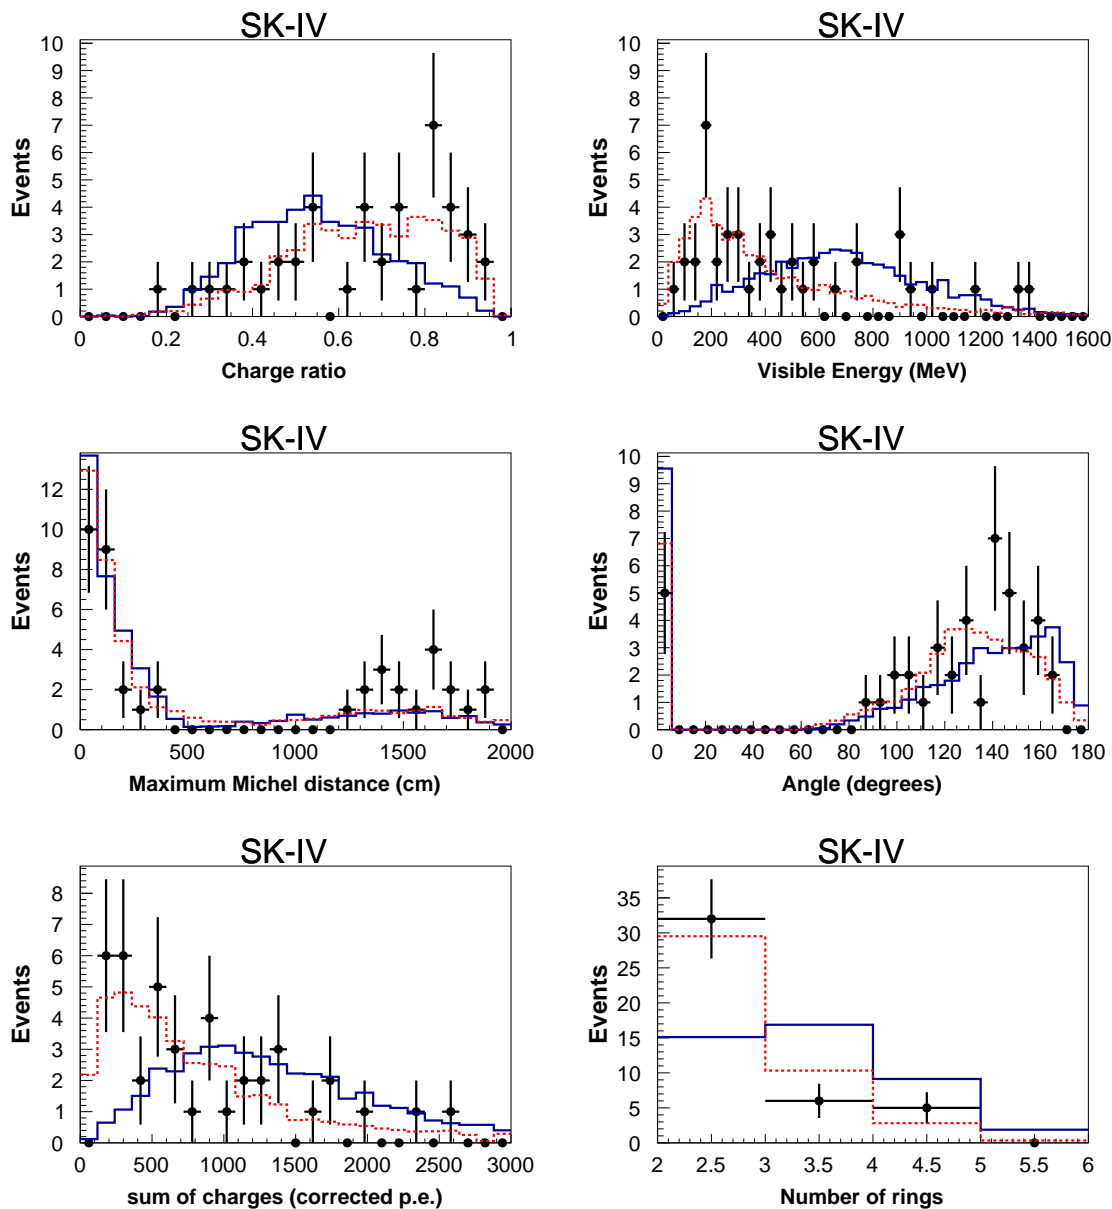 SK-IV
10
9
8
7
6
5
4
3
2
1
0
Events
0 0.2 0.4 0.6 0.8 1
Charge ratio
SK-IV
10
9
8
7
6
5
4
3
2
1
0
Events
0 200 400 600 800 1000 1200 1400 1600
Visible Energy (MeV)
SK-IV
12
10
8
6
4
2
0
Events
0 500 1000 1500 2000
Maximum Michel distance (cm)
SK-IV
10
9
8
7
6
5
4
3
2
1
0
Events
0 20 40 60 80 100 120 140 160 180
Angle (degrees)
SK-IV
8
7
6
5
4
3
2
1
0
Events
0 500 1000 1500 2000 2500 3000
sum of charges (corrected p.e.)
SK-IV
35
30
25
20
15
10
5
0
Events
2 2.5 3 3.5 4 4.5 5 5.5 6
Number of rings